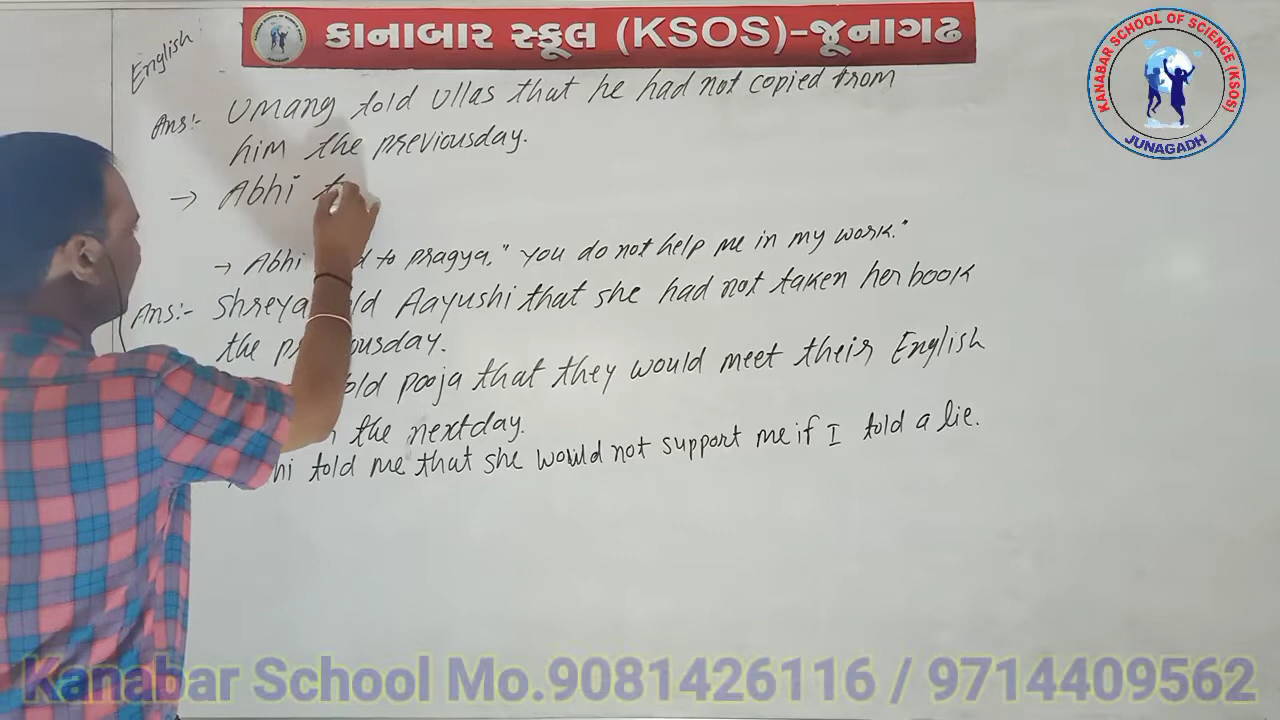 કાનાબાર સ્કૂલ (KSOS)-જૂનાગઢ
KANABAR SCHOOL OF SCIENCE (KSOS)
JUNAGADH
English:
Ans:- Umang told Ullas that he had not copied from
him the previousday.
→ Abhi t
→ Abhi to Pragya, "You do not help me in my work."
Ans:- Shreya Aayushi that she had not taken her book
the day.
Pooja that they would meet their English
the nextday.
told me that she would not support me if I told a lie.
Kanabar School Mo.9081426116 / 9714409562